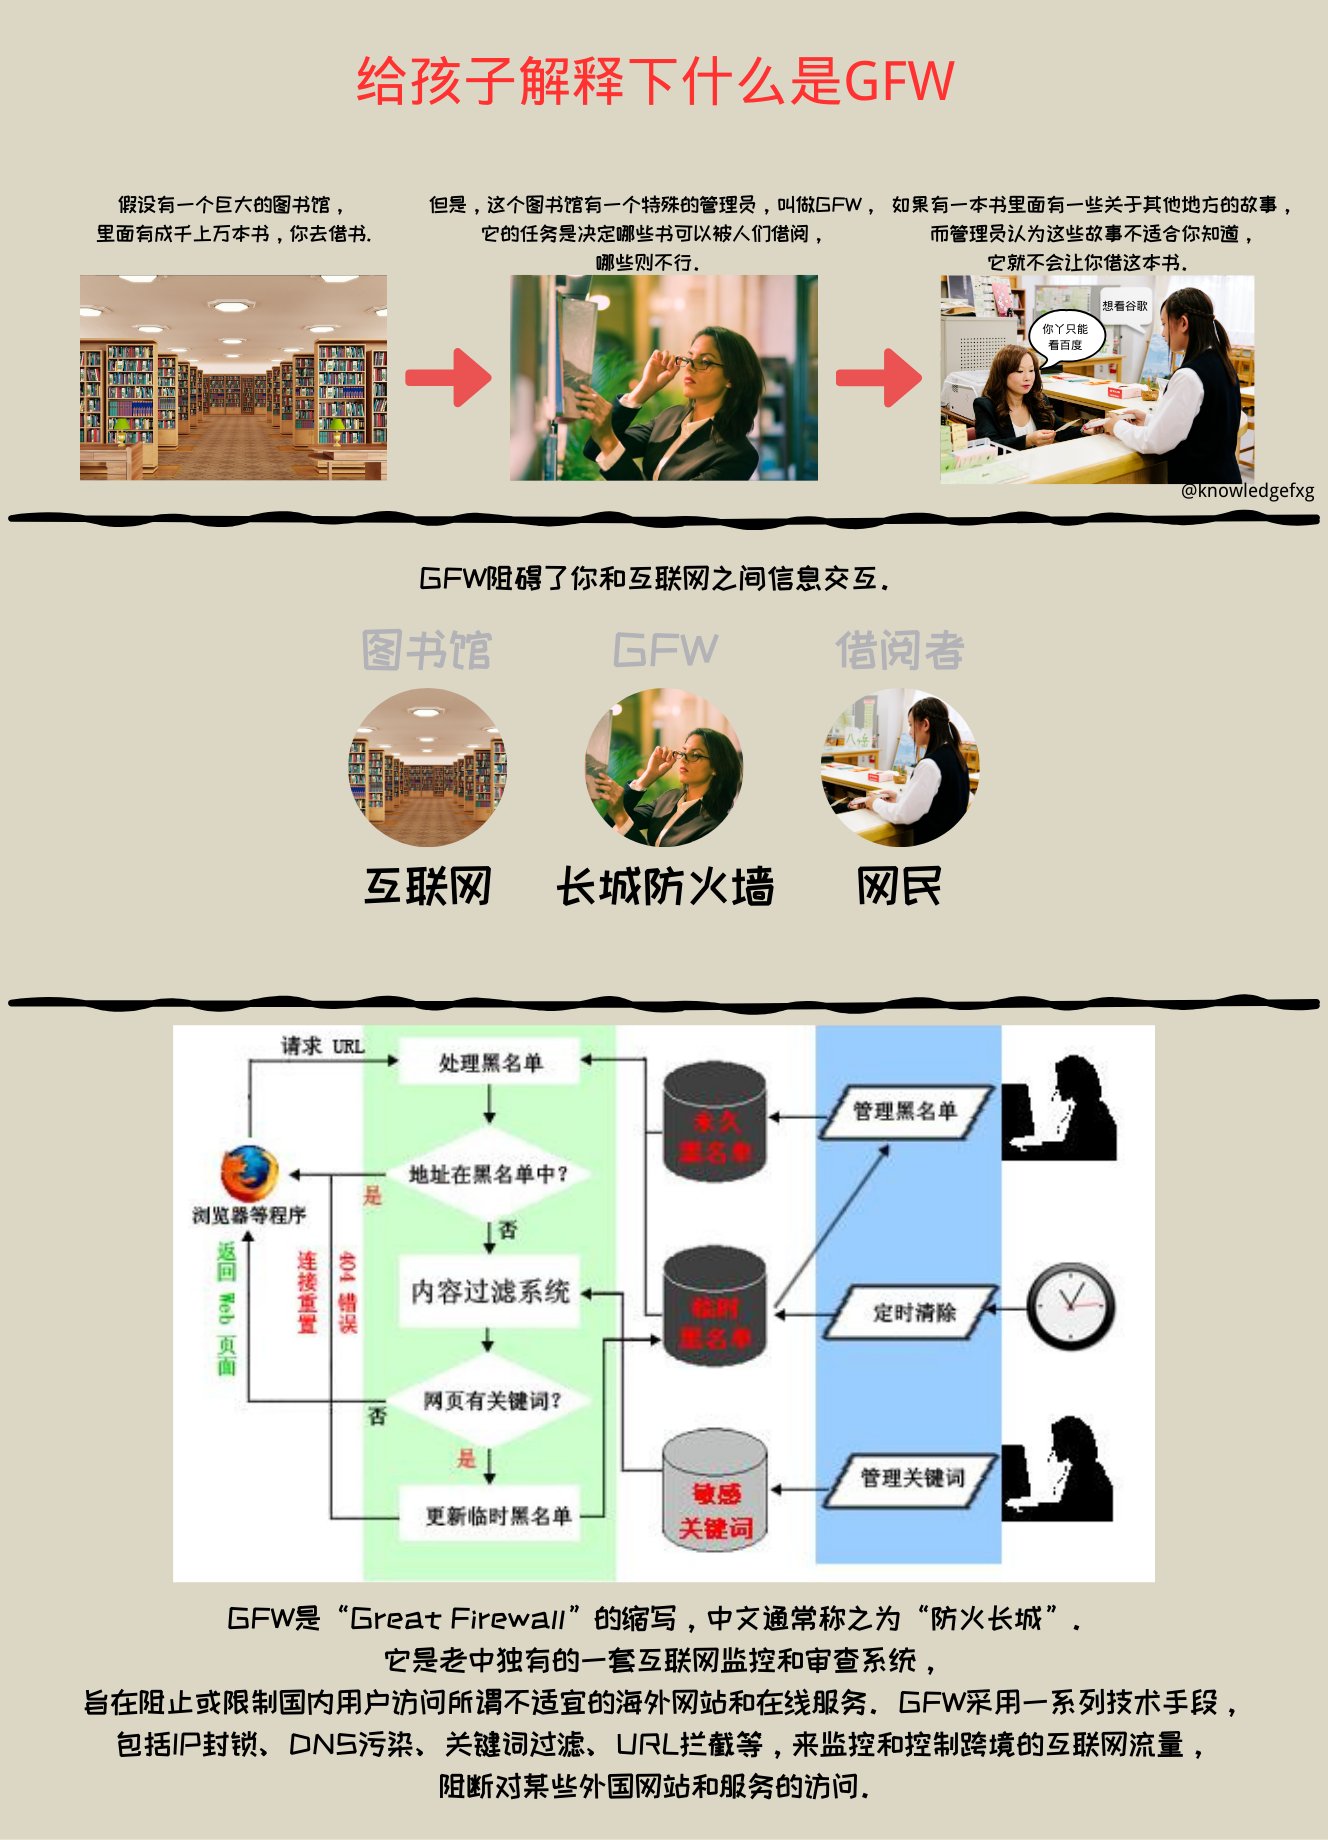 给孩子解释下什么是GFW
假设有一个巨大的图书馆，
里面有成千上万本书，你去借书.
但是，这个图书馆有一个特殊的管理员，叫做GFW，
它的任务是决定哪些书可以被人们借阅，
哪些则不行.
如果有一本书里面有一些关于其他地方的故事，
而管理员认为这些故事不适合你知道，
它就不会让你借这本书.
想看谷歌
你丫只能
看百度
@knowledgefxg
GFW阻碍了你和互联网之间信息交互.
图书馆
GFW
借阅者
互联网
长城防火墙
网民
请求 URL
处理黑名单
永久
黑名单
管理黑名单
地址在黑名单中?
是
浏览器等程序
否
返回 Web 页面
连接重置
404 错误
内容过滤系统
临时
黑名单
定时清除
网页有关键词?
否
是
敏感
关键词
管理关键词
更新临时黑名单
GFW是“Great Firewall”的缩写，中文通常称之为“防火长城”.
它是老中独有的一套互联网监控和审查系统，
旨在阻止或限制国内用户访问所谓不适宜的海外网站和在线服务. GFW采用一系列技术手段，
包括IP封锁、DNS污染、关键词过滤、URL拦截等，来监控和控制跨境的互联网流量，
阻断对某些外国网站和服务的访问.